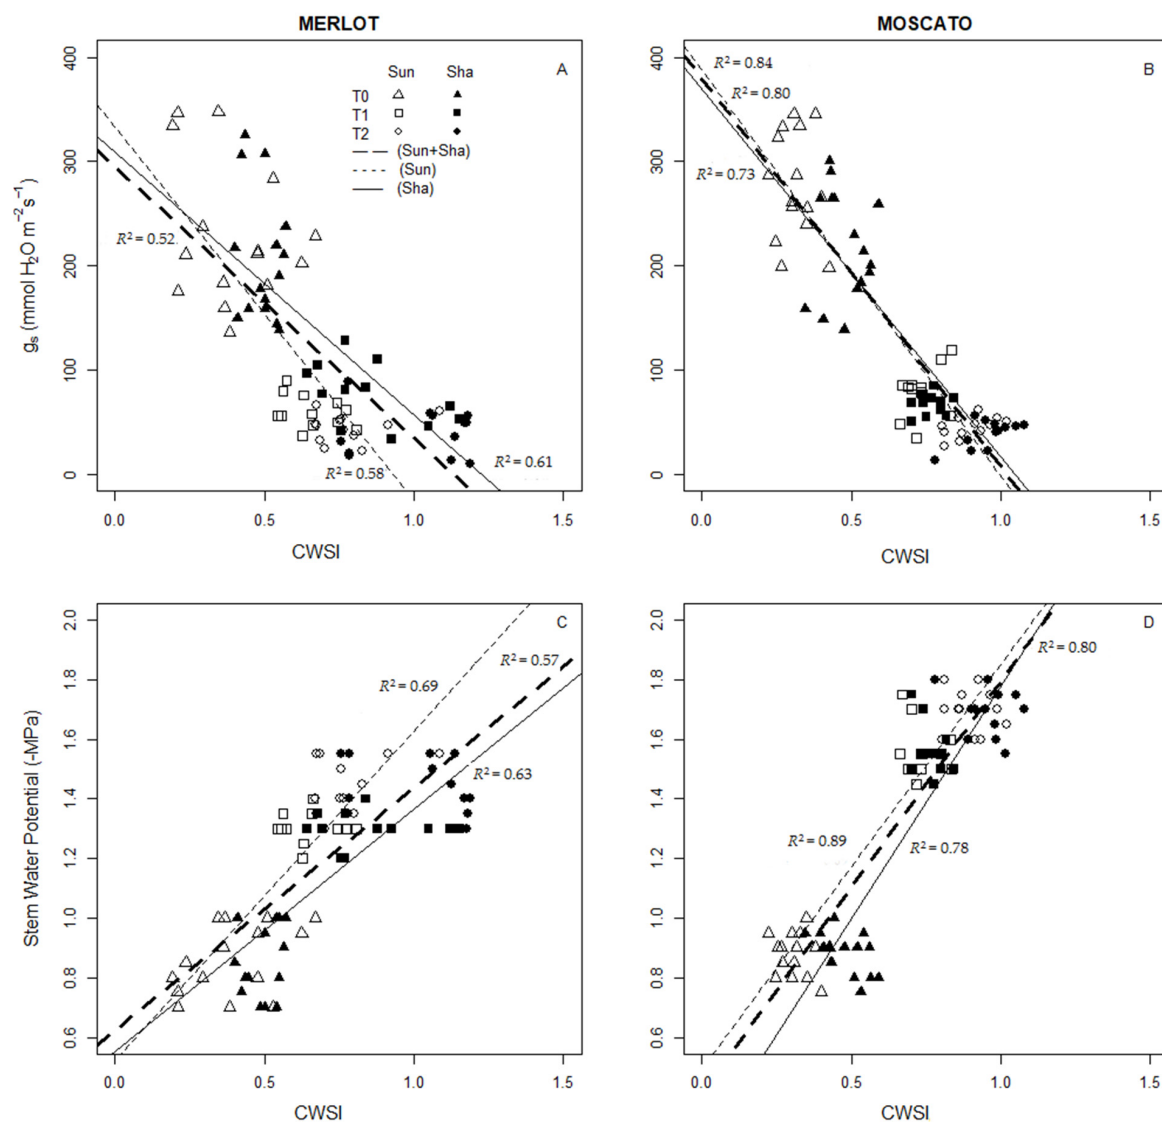 MERLOT
MOSCATO
A
Sun Sha
T0
T1
T2
(Sun+Sha)
(Sun)
(Sha)
R² = 0.52
R² = 0.58
R² = 0.61
400
300
200
100
0
gs (mmol H₂O m⁻² s⁻¹)
0.0 0.5 1.0 1.5
CWSI
B
R² = 0.84
R² = 0.80
R² = 0.73
400
300
200
100
0
0.0 0.5 1.0 1.5
CWSI
C
R² = 0.57
R² = 0.69
R² = 0.63
2.0
1.8
1.6
1.4
1.2
1.0
0.8
0.6
Stem Water Potential (-MPa)
0.0 0.5 1.0 1.5
CWSI
D
R² = 0.80
R² = 0.89
R² = 0.78
2.0
1.8
1.6
1.4
1.2
1.0
0.8
0.6
0.0 0.5 1.0 1.5
CWSI